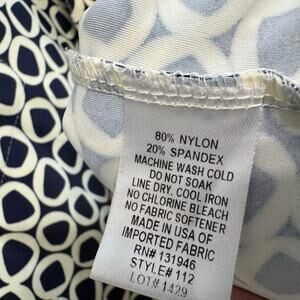 80% NYLON
20% SPANDEX
MACHINE WASH COLD
DO NOT SOAK
LINE DRY. COOL IRON
NO CHLORINE BLEACH
NO FABRIC SOFTENER
MADE IN USA OF
IMPORTED FABRIC
RN# 131946
STYLE# 112
LOT# 1429